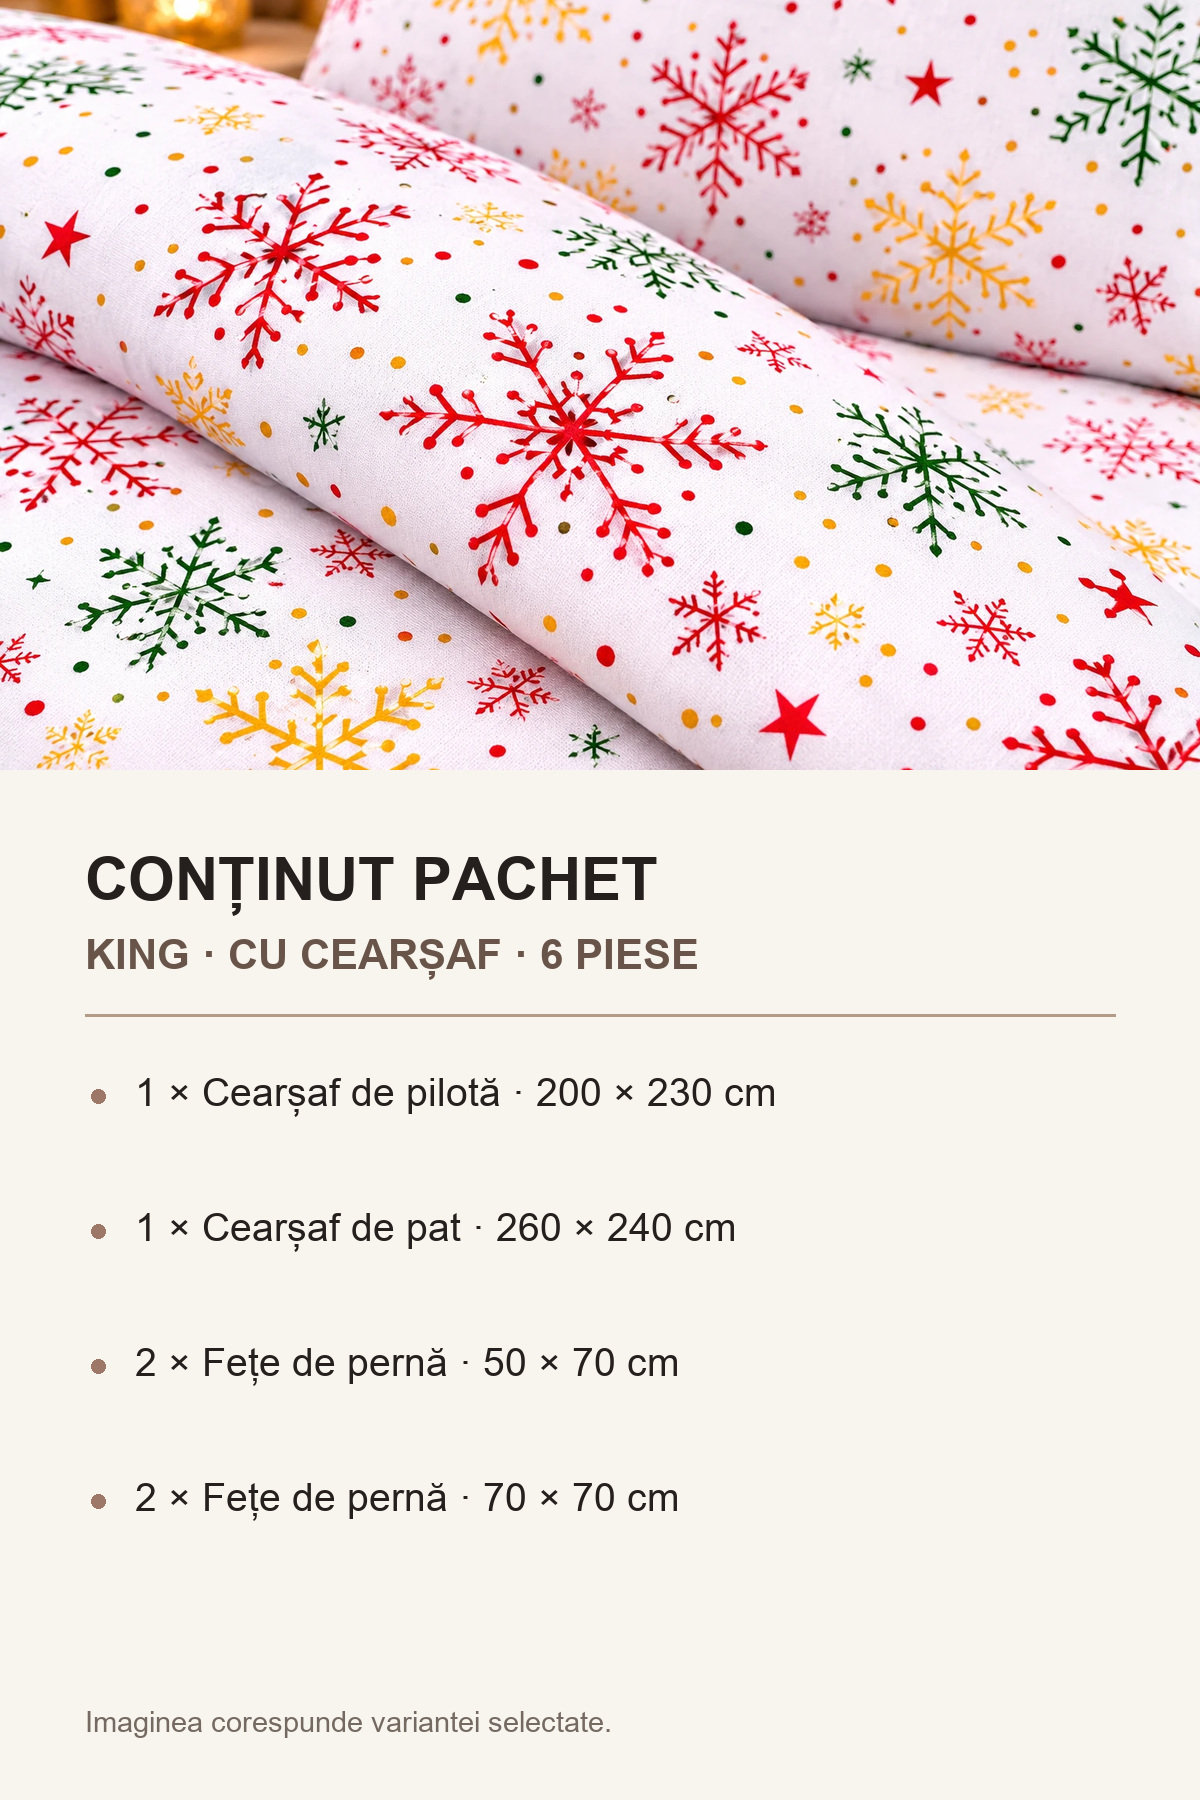 CONȚINUT PACHET
KING · CU CEARȘAF · 6 PIESE
1 × Cearșaf de pilotă · 200 × 230 cm
1 × Cearșaf de pat · 260 × 240 cm
2 × Fețe de pernă · 50 × 70 cm
2 × Fețe de pernă · 70 × 70 cm
Imaginea corespunde variantei selectate.